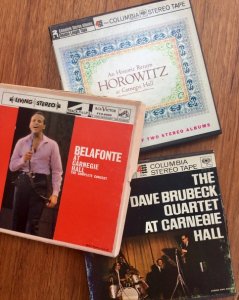 COLUMBIA STEREO TAPE
An Historic Return
HOROWITZ
at Carnegie Hall
TWO STEREO ALBUMS
LIVING STEREO
RCA VICTOR
BELAFONTE
AT
CARNEGIE
HALL
THE COMPLETE CONCERT
COLUMBIA STEREO TAPE
THE
DAVE BRUBECK
QUARTET
AT CARNEGIE
HALL